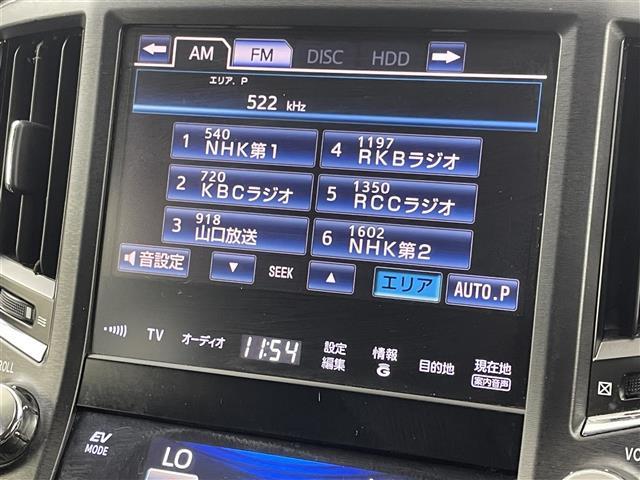 AM FM DISC HDD
エリア.P
522 kHz
1 540 NHK第1
4 1197 RKBラジオ
2 720 KBCラジオ
5 1350 RCCラジオ
3 918 山口放送
6 1602 NHK第2
音設定 SEEK エリア AUTO.P
TV オーディオ 11:54 設定編集 情報G 目的地 現在地 案内音声
EV MODE
LO